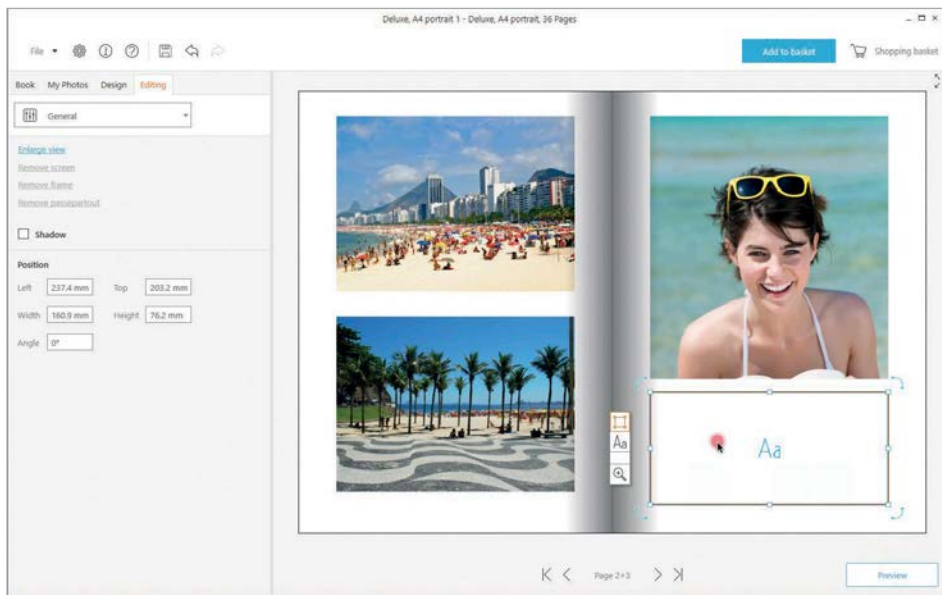 Deluxe, A4 portrait 1 - Deluxe, A4 portrait, 36 Pages
File
Add to basket
Shopping basket
Book My Photos Design Editing
General
Enlarge view
Remove screen
Remove frame
Remove passepartout
Shadow
Position
Left 237.4 mm Top 203.2 mm
Width 160.9 mm Height 76.2 mm
Angle 0°
Aa
Aa
Page 2+3
Preview